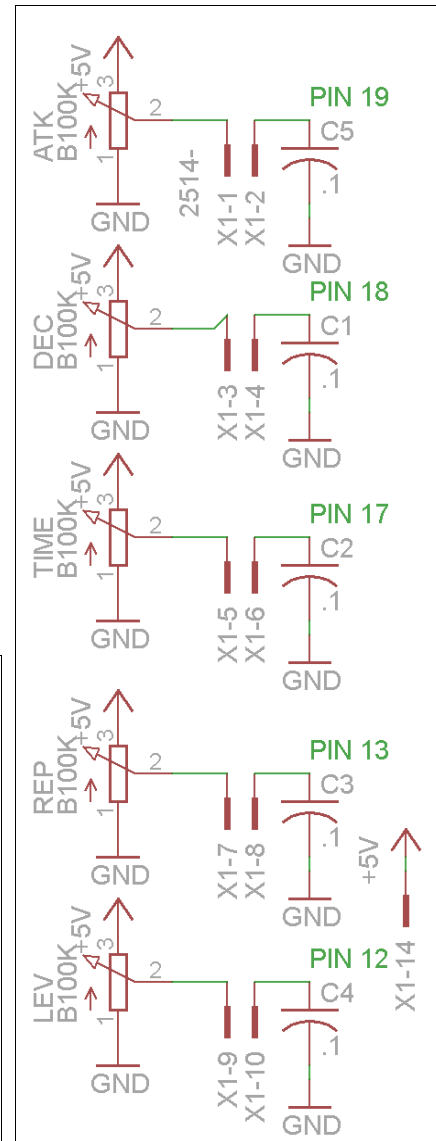 ATK
B100K
+5V
3
2
1
GND
2514-
X1-1
X1-2
PIN 19
C5
.1
GND
DEC
B100K
+5V
3
2
1
GND
X1-3
X1-4
PIN 18
C1
.1
GND
TIME
B100K
+5V
3
2
1
GND
X1-5
X1-6
PIN 17
C2
.1
GND
REP
B100K
+5V
3
2
1
GND
X1-7
X1-8
PIN 13
C3
.1
GND
+5V
X1-14
LEV
B100K
+5V
3
2
1
GND
X1-9
X1-10
PIN 12
C4
.1
GND